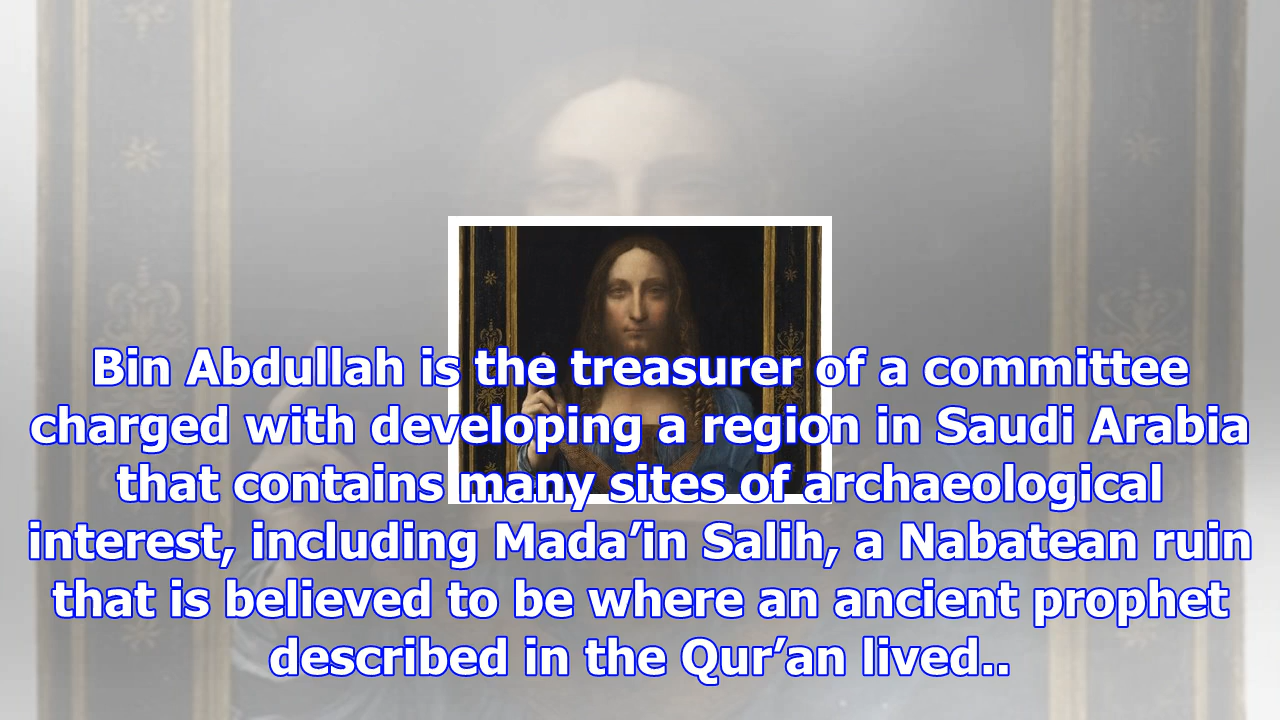 Bin Abdullah is the treasurer of a committee
charged with developing a region in Saudi Arabia
that contains many sites of archaeological
interest, including Mada’in Salih, a Nabatean ruin
that is believed to be where an ancient prophet
described in the Qur’an lived..